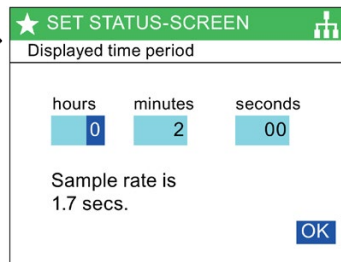 SET STATUS-SCREEN
Displayed time period
hours minutes seconds
0 2 00
Sample rate is
1.7 secs.
OK